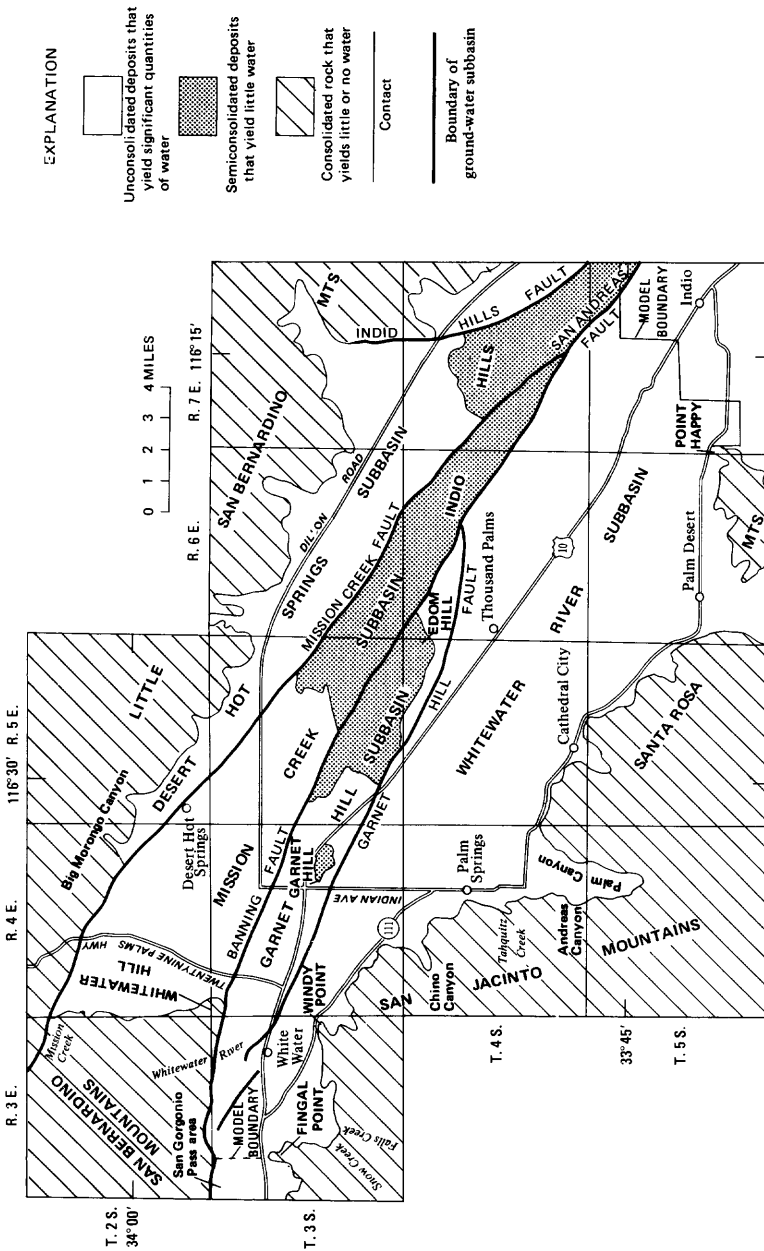 EXPLANATION
Unconsolidated deposits that
yield significant quantities
of water
Semiconsolidated deposits
that yield little water
Consolidated rock that
yields little or no water
Contact
Boundary of
ground-water subbasin
R. 3 E.
R. 4 E.
116°30' R. 5 E.
R. 6 E.
R. 7 E. 116°15'
0 1 2 3 4 MILES
T. 2 S.
34°00'
T. 3 S.
T. 4 S.
33°45'
T. 5 S.
SAN BERNARDINO
MOUNTAINS
Mission
Creek
San Gorgonio
Pass area
Whitewater River
MODEL
BOUNDARY
White
Water
FINGAL
POINT
Snow Creek
Falls Creek
WINDY POINT
WHITEWATER
HILL
TWENTYNINE PALMS HWY
Big Morongo Canyon
LITTLE
SAN BERNARDINO
MTS
DESERT
HOT
SPRINGS
SUBBASIN
Desert Hot
Springs
DILLON ROAD
MISSION
CREEK
SUBBASIN
MISSION CREEK FAULT
BANNING FAULT
GARNET
HILL
SUBBASIN
GARNET
HILL
GARNET HILL FAULT
EDOM
HILL
INDIO
HILLS
INDIO HILLS FAULT
SAN ANDREAS
FAULT
INDIAN AVE
111
10
WHITEWATER
RIVER
SUBBASIN
Thousand Palms
Palm
Springs
Cathedral City
Palm Desert
Indio
MODEL
BOUNDARY
POINT
HAPPY
SAN
JACINTO
MOUNTAINS
Chino
Canyon
Tahquitz
Creek
Andreas
Canyon
Palm Canyon
SANTA ROSA
MTS